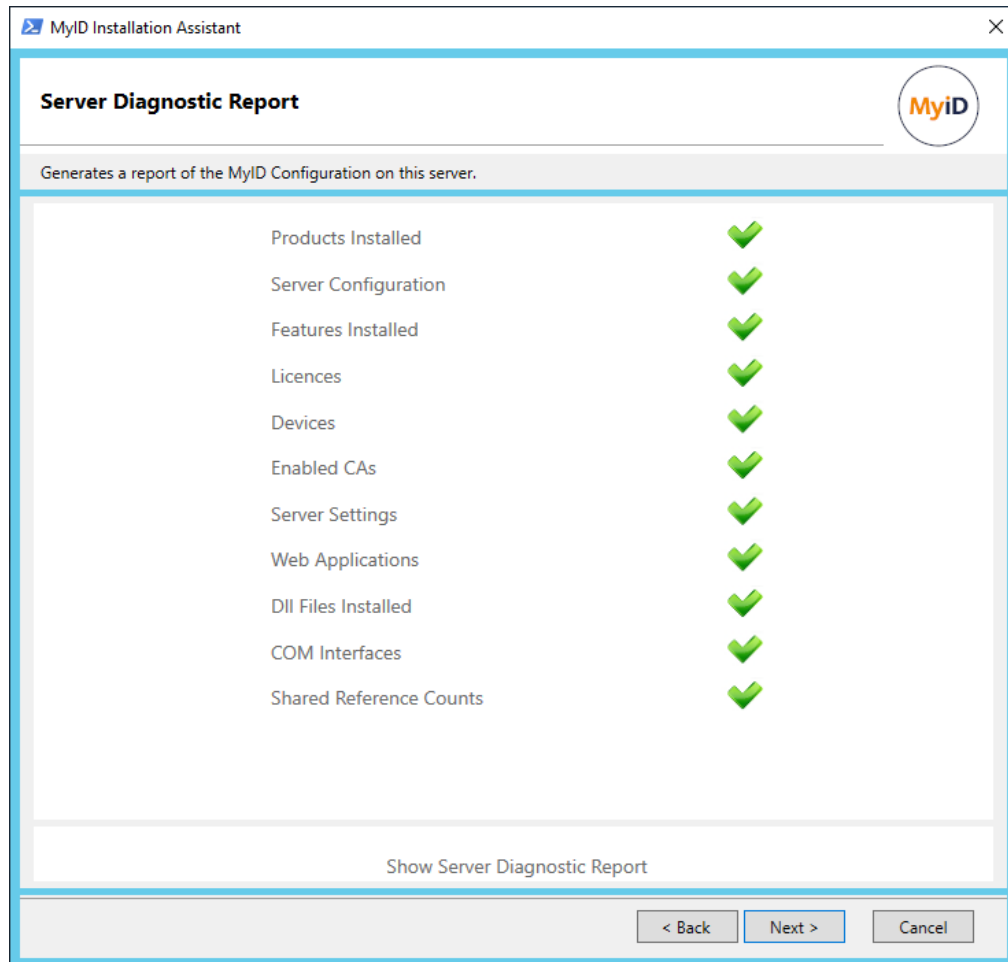 MyID Installation Assistant
Server Diagnostic Report
MyiD
Generates a report of the MyID Configuration on this server.
Products Installed
Server Configuration
Features Installed
Licences
Devices
Enabled CAs
Server Settings
Web Applications
Dll Files Installed
COM Interfaces
Shared Reference Counts
Show Server Diagnostic Report
< Back
Next >
Cancel